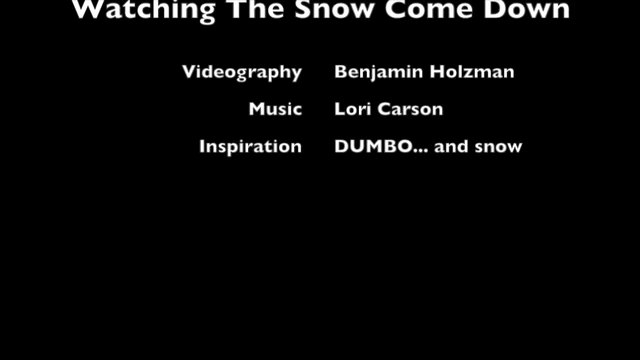 Watching The Snow Come Down
Videography Benjamin Holzman
Music Lori Carson
Inspiration DUMBO... and snow